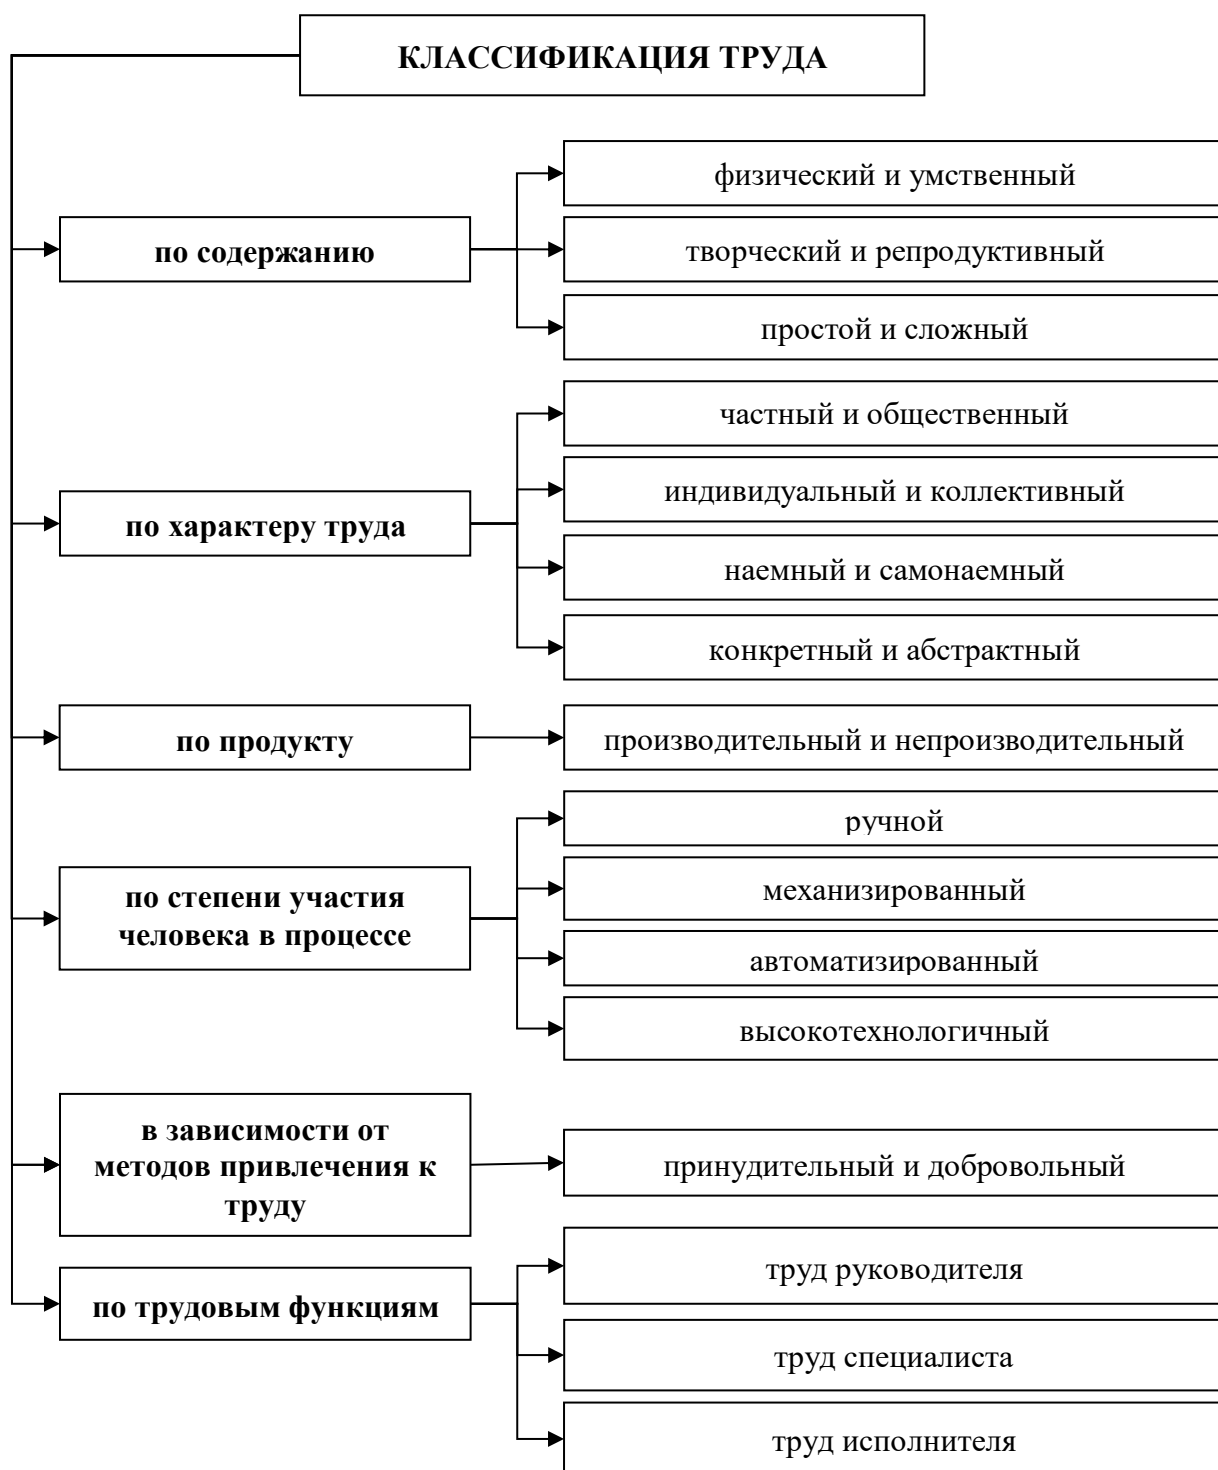 КЛАССИФИКАЦИЯ ТРУДА
по содержанию
физический и умственный
творческий и репродуктивный
простой и сложный
по характеру труда
частный и общественный
индивидуальный и коллективный
наемный и самонаемный
конкретный и абстрактный
по продукту
производительный и непроизводительный
по степени участия
человека в процессе
ручной
механизированный
автоматизированный
высокотехнологичный
в зависимости от
методов привлечения к
труду
принудительный и добровольный
по трудовым функциям
труд руководителя
труд специалиста
труд исполнителя